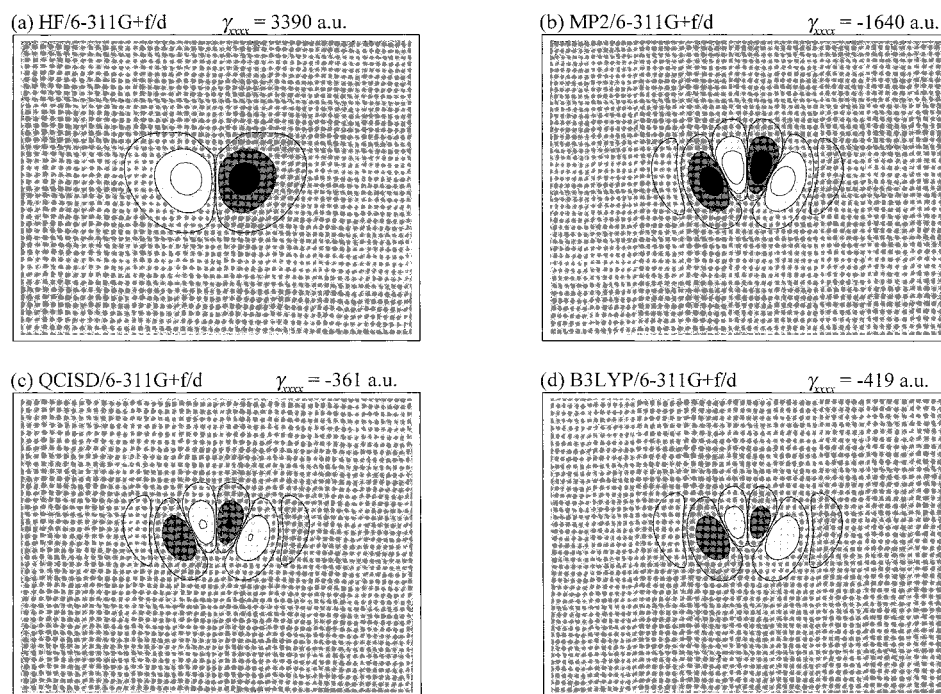 (a) HF/6-311G+f/d γxxxx = 3390 a.u.
(b) MP2/6-311G+f/d γxxxx = -1640 a.u.
(c) QCISD/6-311G+f/d γxxxx = -361 a.u.
(d) B3LYP/6-311G+f/d γxxxx = -419 a.u.